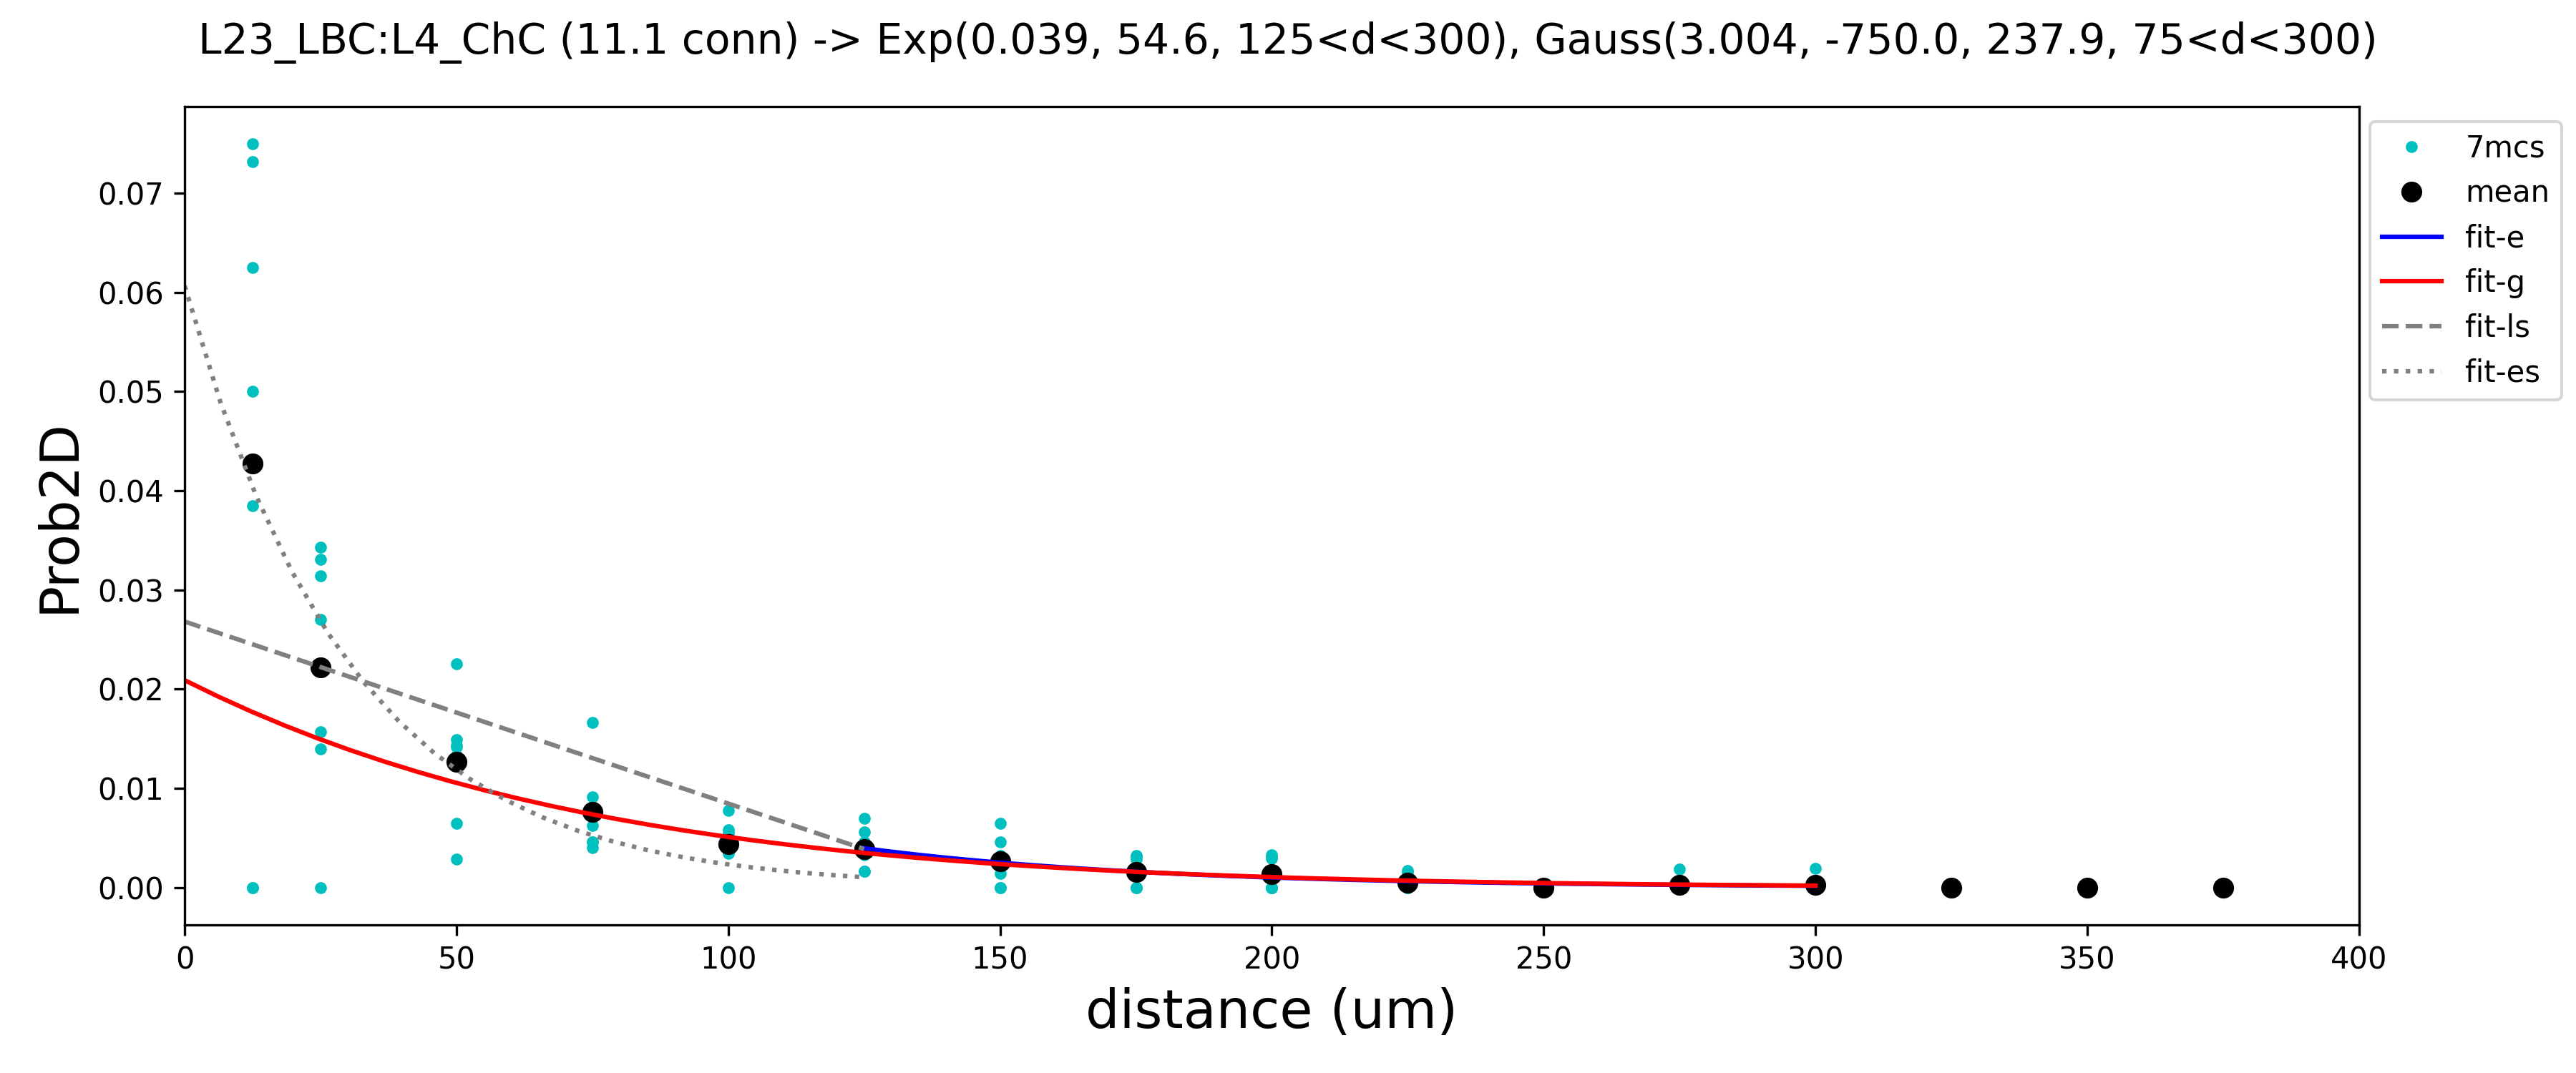 L23_LBC:L4_ChC (11.1 conn) -> Exp(0.039, 54.6, 125<d<300), Gauss(3.004, -750.0, 237.9, 75<d<300)
7mcs
mean
fit-e
fit-g
fit-ls
fit-es
Prob2D
0.07
0.06
0.05
0.04
0.03
0.02
0.01
0.00
0 50 100 150 200 250 300 350 400
distance (um)